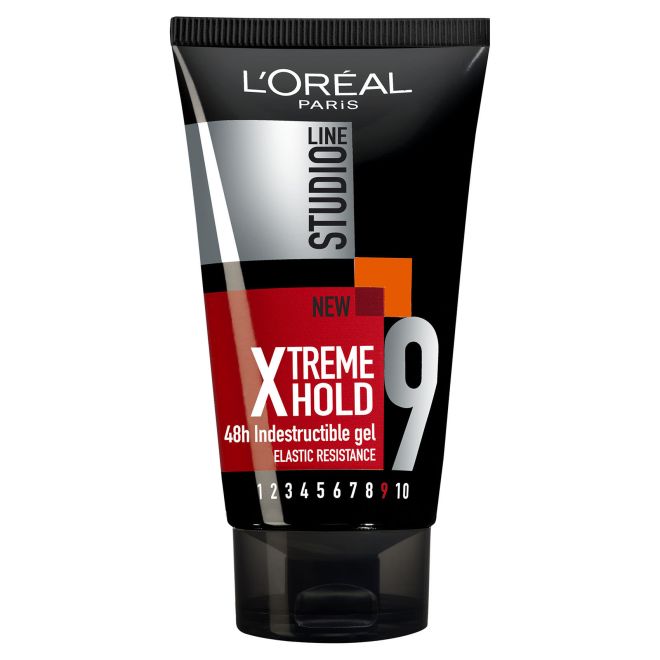 L'ORÉAL
PARiS
STUDIO
LINE
NEW
XTREME
HOLD
9
48h Indestructible gel
ELASTIC RESISTANCE
1 2 3 4 5 6 7 8 9 10